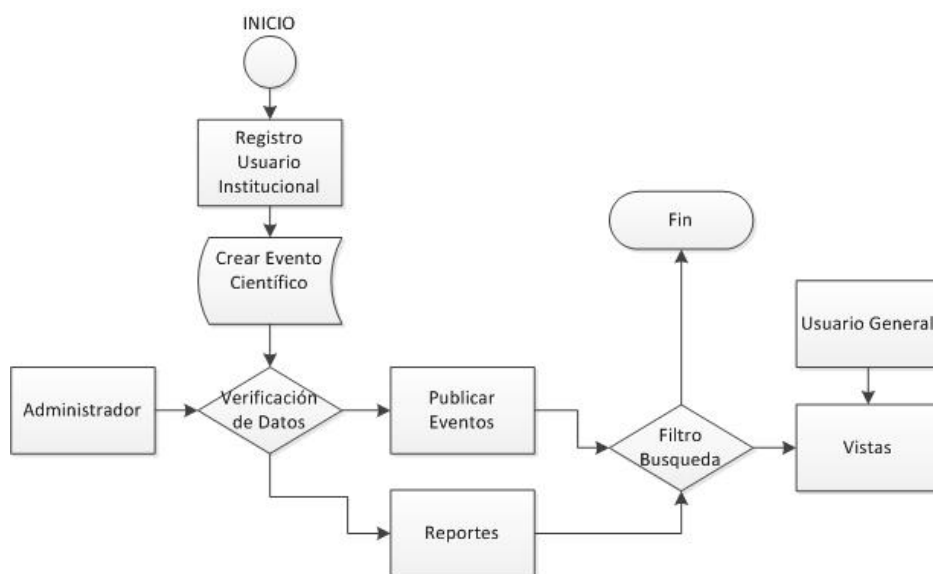 INICIO
Registro
Usuario
Institucional
Crear Evento
Científico
Fin
Usuario General
Administrador
Verificación
de Datos
Publicar
Eventos
Filtro
Busqueda
Vistas
Reportes